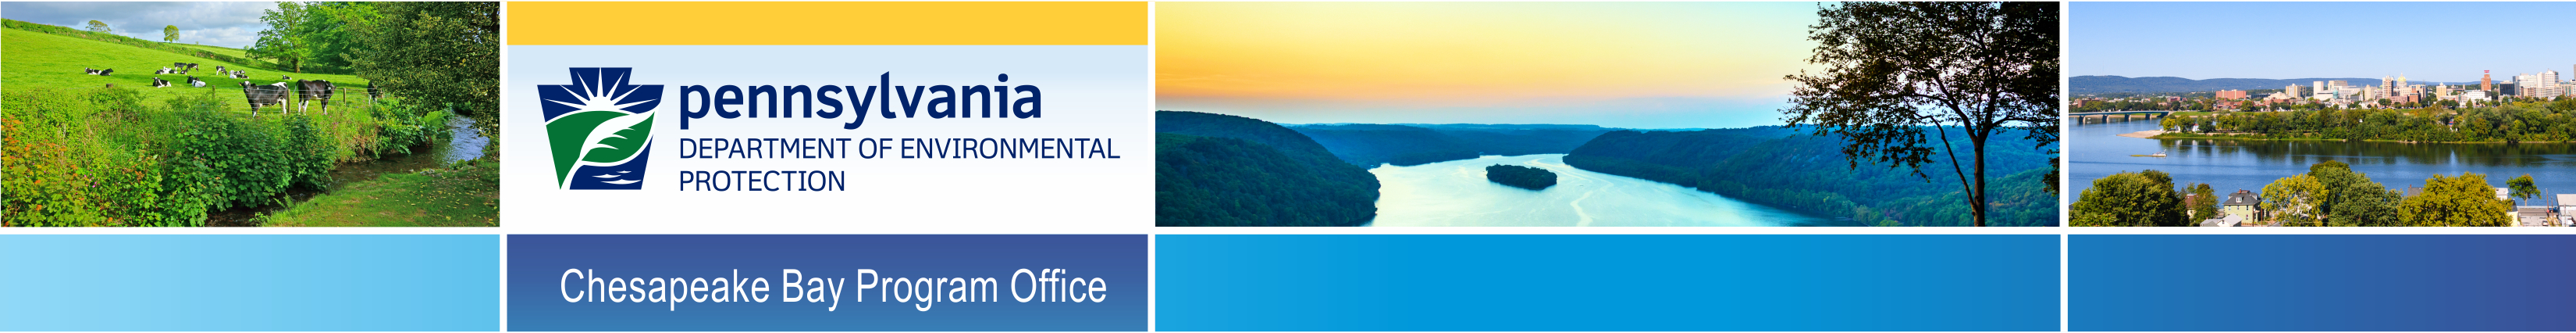 pennsylvania
DEPARTMENT OF ENVIRONMENTAL
PROTECTION
Chesapeake Bay Program Office